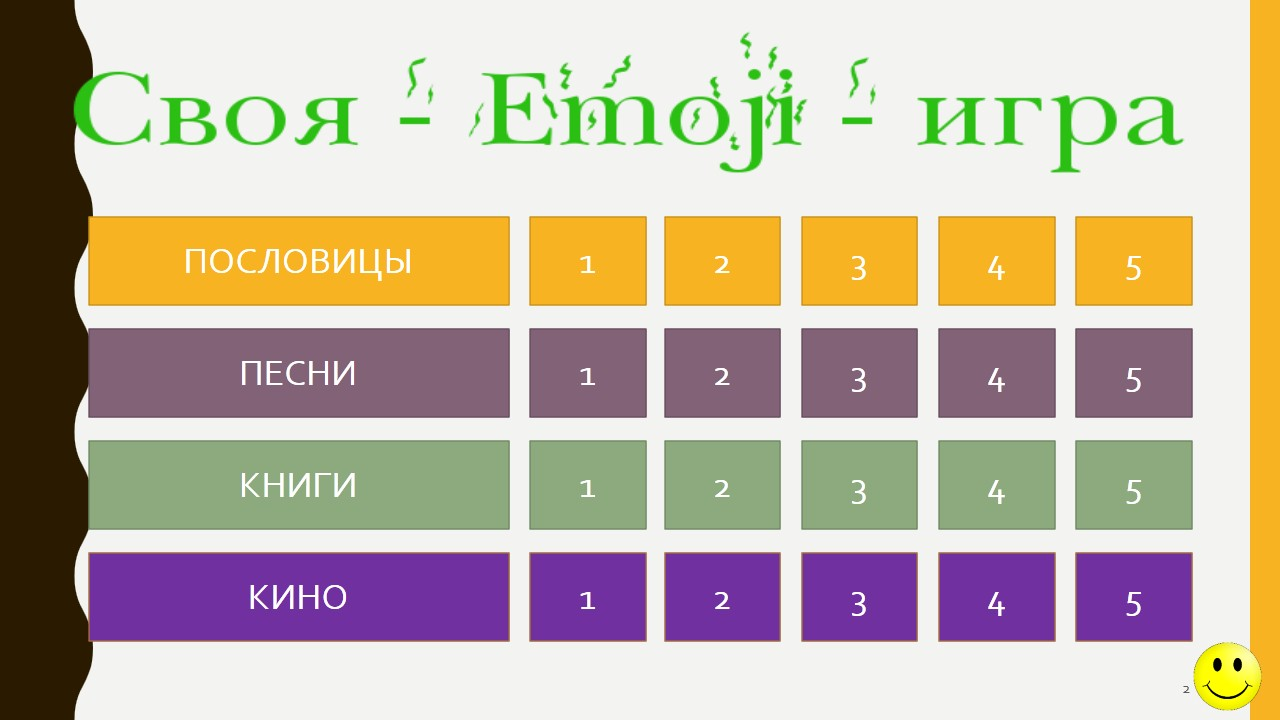 Своя - Emoji - игра
ПОСЛОВИЦЫ 1 2 3 4 5
ПЕСНИ 1 2 3 4 5
КНИГИ 1 2 3 4 5
КИНО 1 2 3 4 5
2